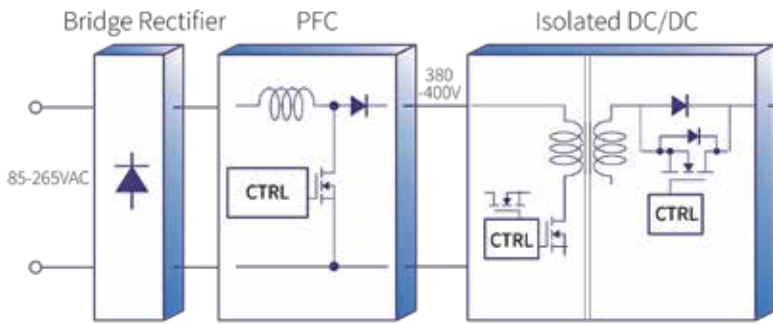 Bridge Rectifier
PFC
Isolated DC/DC
380
-400V
85-265VAC
CTRL
CTRL
CTRL